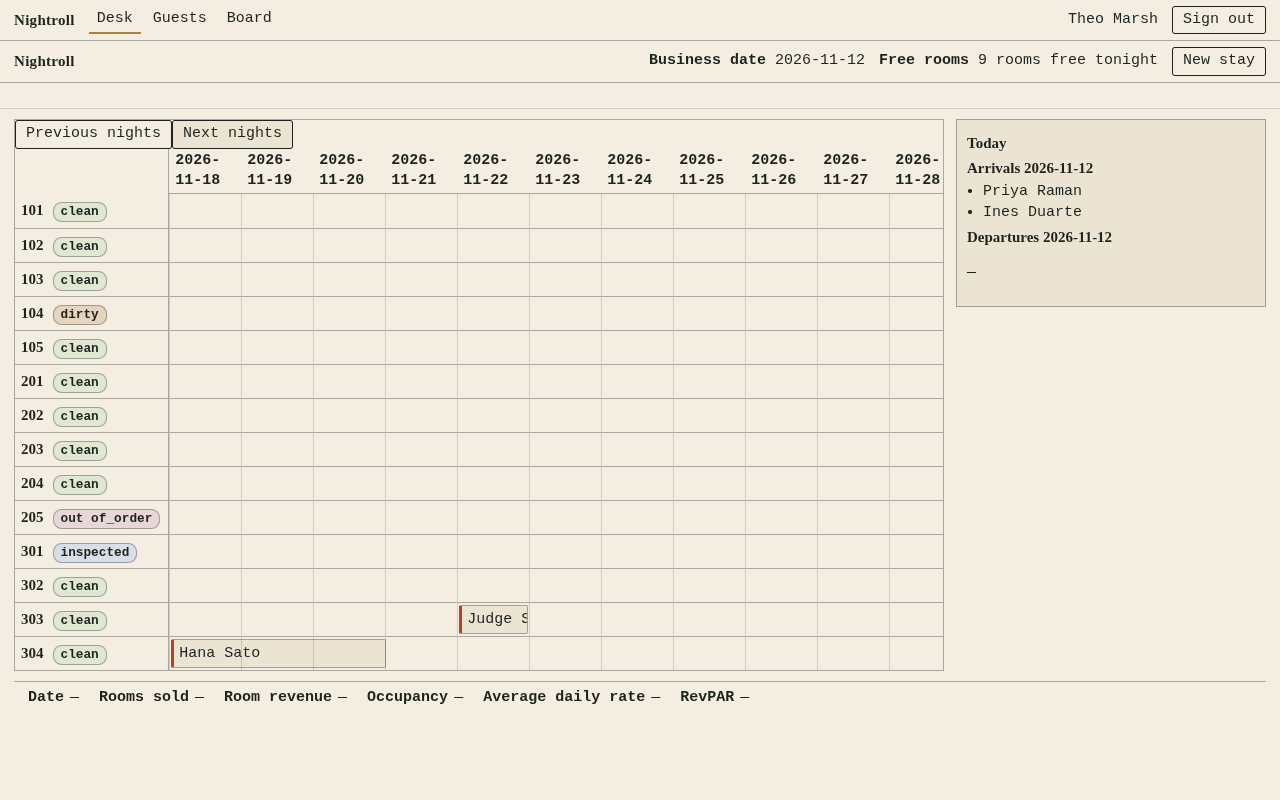 Nightroll Desk Guests Board Theo Marsh Sign out
Nightroll Business date 2026-11-12 Free rooms 9 rooms free tonight New stay
Previous nights Next nights
2026-11-18 2026-11-19 2026-11-20 2026-11-21 2026-11-22 2026-11-23 2026-11-24 2026-11-25 2026-11-26 2026-11-27 2026-11-28
101 clean
102 clean
103 clean
104 dirty
105 clean
201 clean
202 clean
203 clean
204 clean
205 out of_order
301 inspected
302 clean
303 clean Judge S
304 clean Hana Sato
Today
Arrivals 2026-11-12
• Priya Raman
• Ines Duarte
Departures 2026-11-12
—
Date — Rooms sold — Room revenue — Occupancy — Average daily rate — RevPAR —